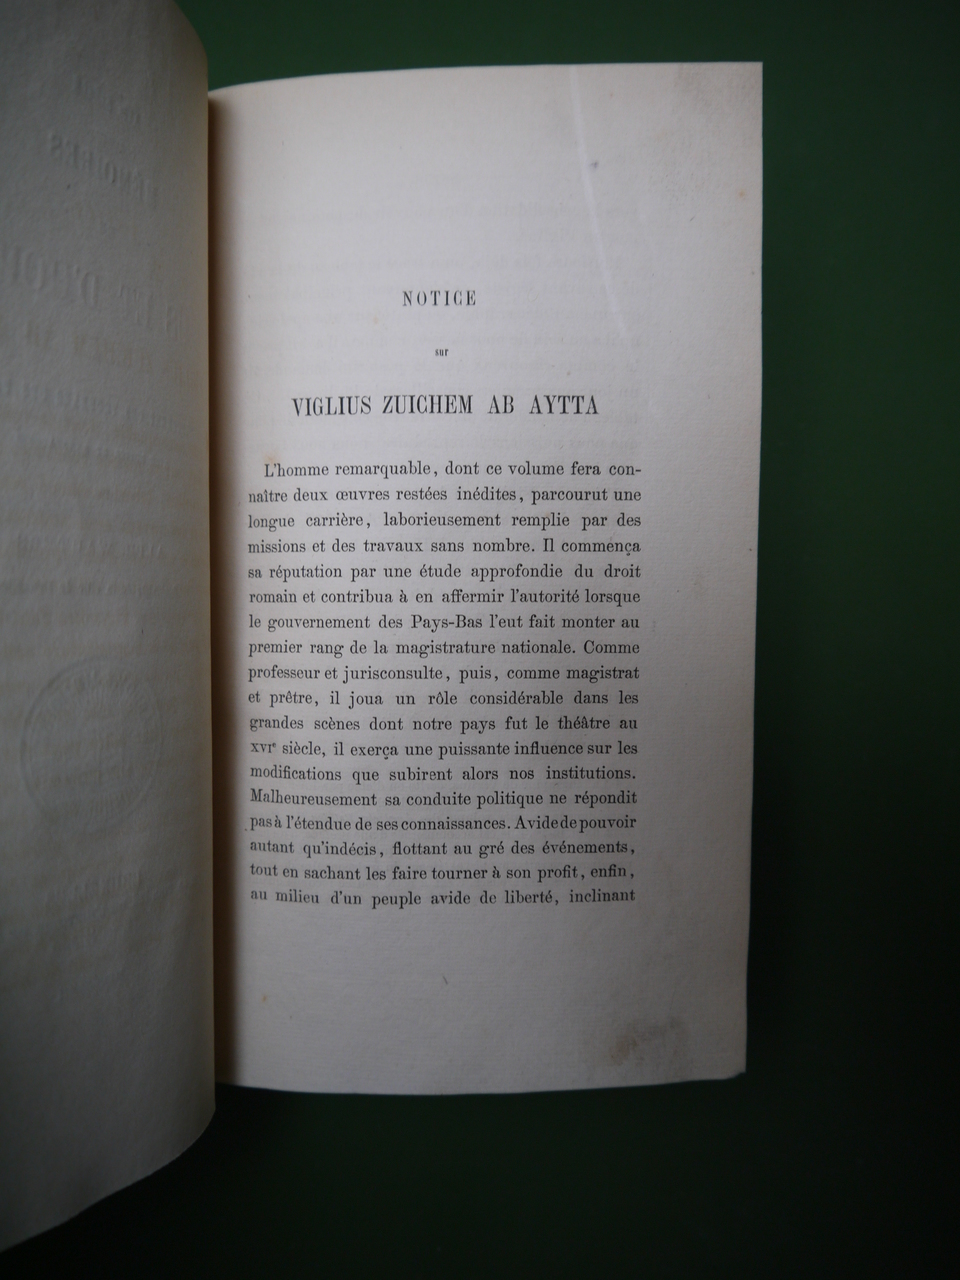 NOTICE
sur
VIGLIUS ZUICHEM AB AYTTA
L'homme remarquable, dont ce volume fera con-
naître deux œuvres restées inédites, parcourut une
longue carrière, laborieusement remplie par des
missions et des travaux sans nombre. Il commença
sa réputation par une étude approfondie du droit
romain et contribua à en affermir l'autorité lorsque
le gouvernement des Pays-Bas l'eut fait monter au
premier rang de la magistrature nationale. Comme
professeur et jurisconsulte, puis, comme magistrat
et prêtre, il joua un rôle considérable dans les
grandes scènes dont notre pays fut le théâtre au
XVIe siècle, il exerça une puissante influence sur les
modifications que subirent alors nos institutions.
Malheureusement sa conduite politique ne répondit
pas à l'étendue de ses connaissances. Avide de pouvoir
autant qu'indécis, flottant au gré des événements,
tout en sachant les faire tourner à son profit, enfin,
au milieu d'un peuple avide de liberté, inclinant